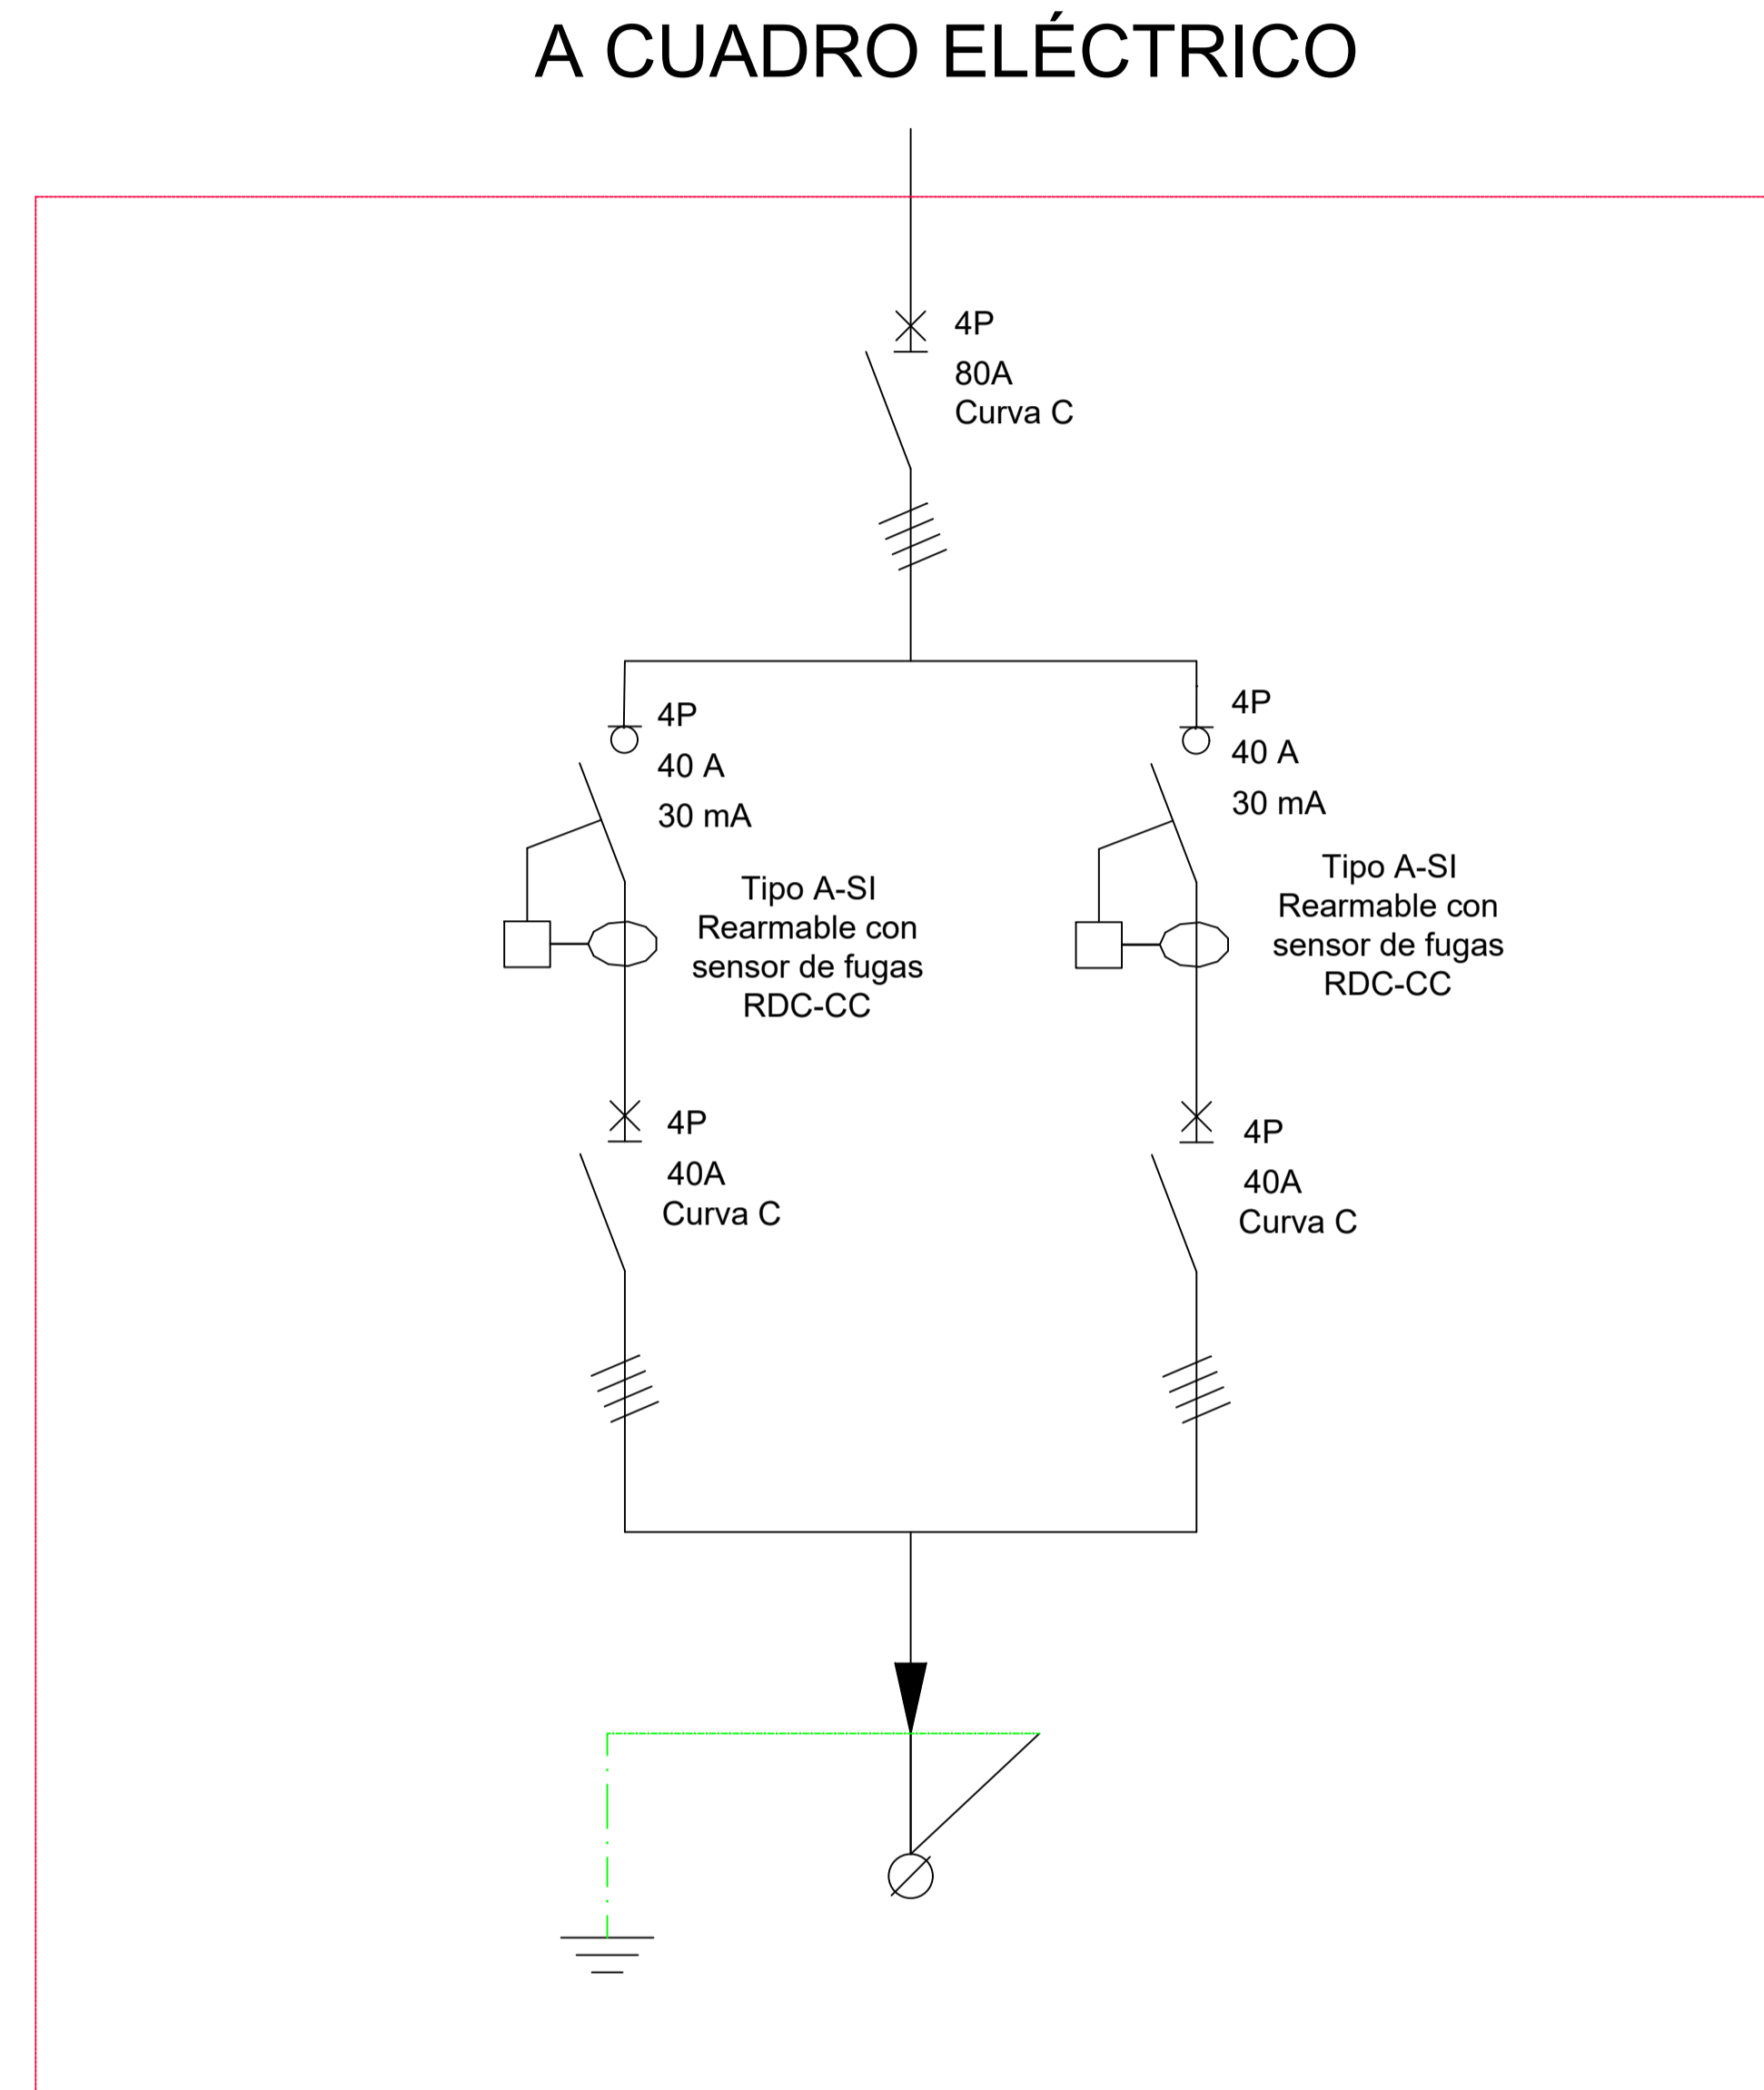 A CUADRO ELÉCTRICO
4P
80A
Curva C
4P
40 A
30 mA
Tipo A-SI
Rearmable con
sensor de fugas
RDC-CC
4P
40 A
30 mA
Tipo A-SI
Rearmable con
sensor de fugas
RDC-CC
4P
40A
Curva C
4P
40A
Curva C